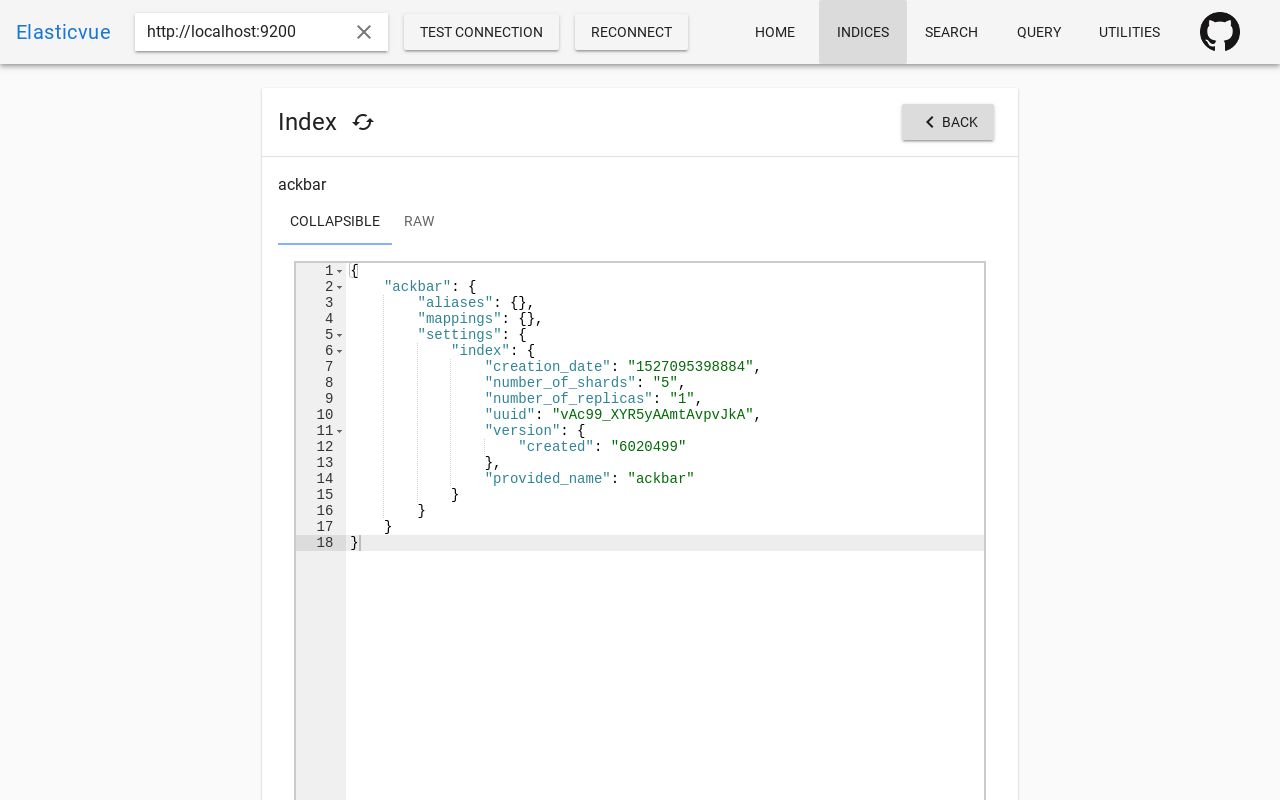 Elasticvue http://localhost:9200 TEST CONNECTION RECONNECT HOME INDICES SEARCH QUERY UTILITIES
Index BACK
ackbar
COLLAPSIBLE RAW
1 {
2 "ackbar": {
3 "aliases": {},
4 "mappings": {},
5 "settings": {
6 "index": {
7 "creation_date": "1527095398884",
8 "number_of_shards": "5",
9 "number_of_replicas": "1",
10 "uuid": "vAc99_XYR5yAAmtAvpvJkA",
11 "version": {
12 "created": "6020499"
13 },
14 "provided_name": "ackbar"
15 }
16 }
17 }
18 }